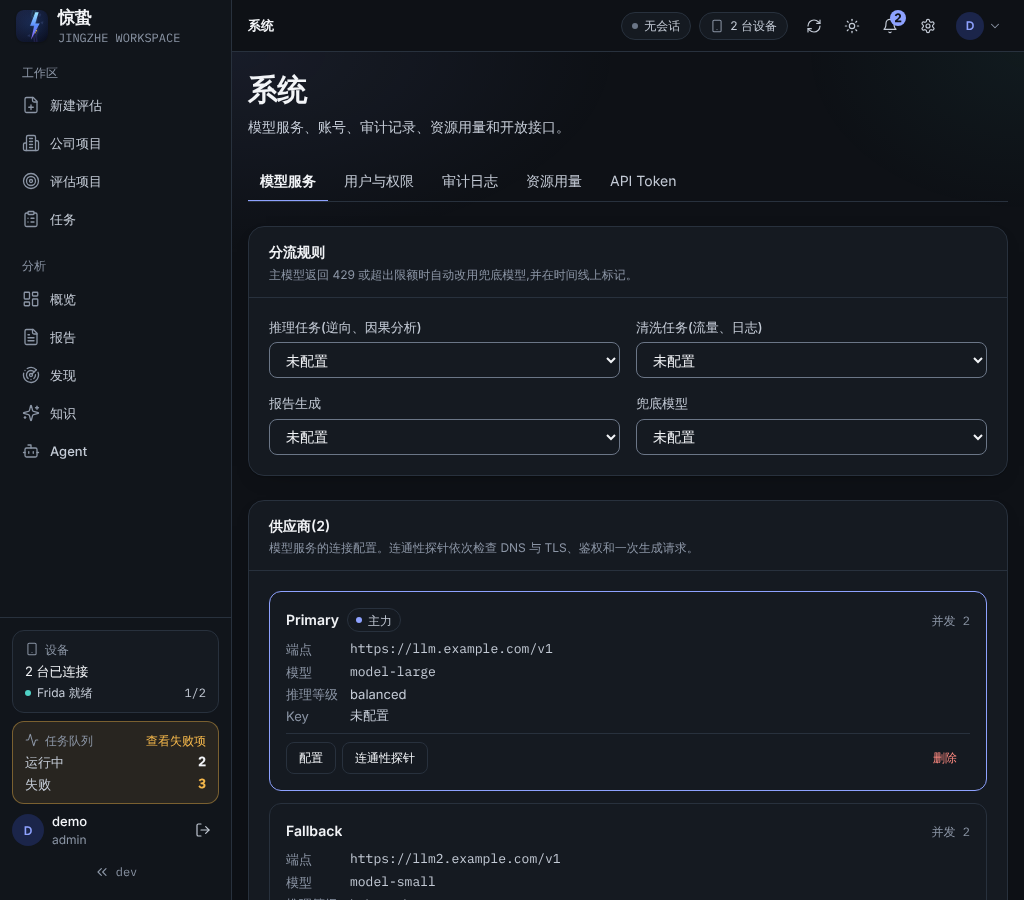 惊蛰
JINGZHE WORKSPACE
工作区
新建评估
公司项目
评估项目
任务
分析
概览
报告
发现
知识
Agent
设备
2 台已连接
Frida 就绪 1/2
任务队列 查看失败项
运行中 2
失败 3
D demo
admin
dev
系统 无会话 2 台设备 2 D
系统
模型服务、账号、审计记录、资源用量和开放接口。
模型服务 用户与权限 审计日志 资源用量 API Token
分流规则
主模型返回 429 或超出限额时自动改用兜底模型,并在时间线上标记。
推理任务(逆向、因果分析) 清洗任务(流量、日志)
未配置 未配置
报告生成 兜底模型
未配置 未配置
供应商(2)
模型服务的连接配置。连通性探针依次检查 DNS 与 TLS、鉴权和一次生成请求。
Primary 主力 并发 2
端点 https://llm.example.com/v1
模型 model-large
推理等级 balanced
Key 未配置
配置 连通性探针 删除
Fallback 并发 2
端点 https://llm2.example.com/v1
模型 model-small